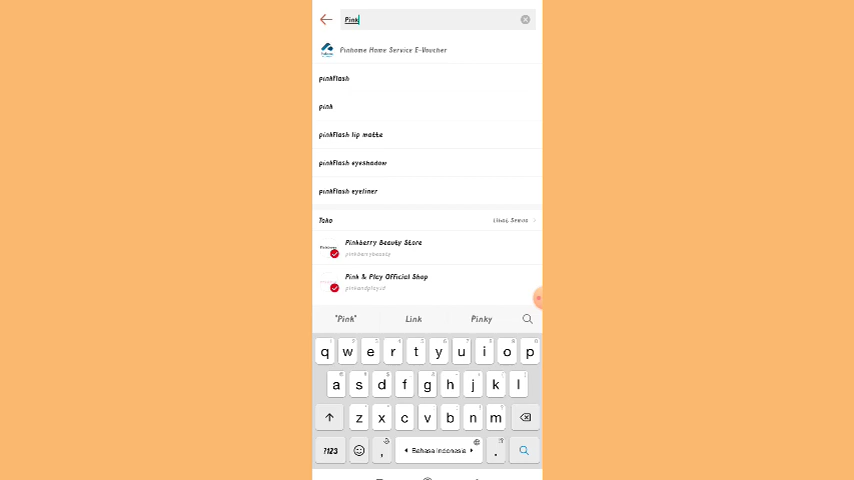 Pink
Pinhome Home Service E-Voucher
pinkflash
pink
pinkflash lip matte
pinkflash eyeshadow
pinkflash eyeliner
Toko
Lihat Semua
Pinkberry Beauty Store
pinkberrybeauty
Pink & Play Official Shop
pinkandplay.id
"Pink" Link Pinky
q w e r t y u i o p
a s d f g h j k l
z x c v b n m
?123 , Bahasa Indonesia .